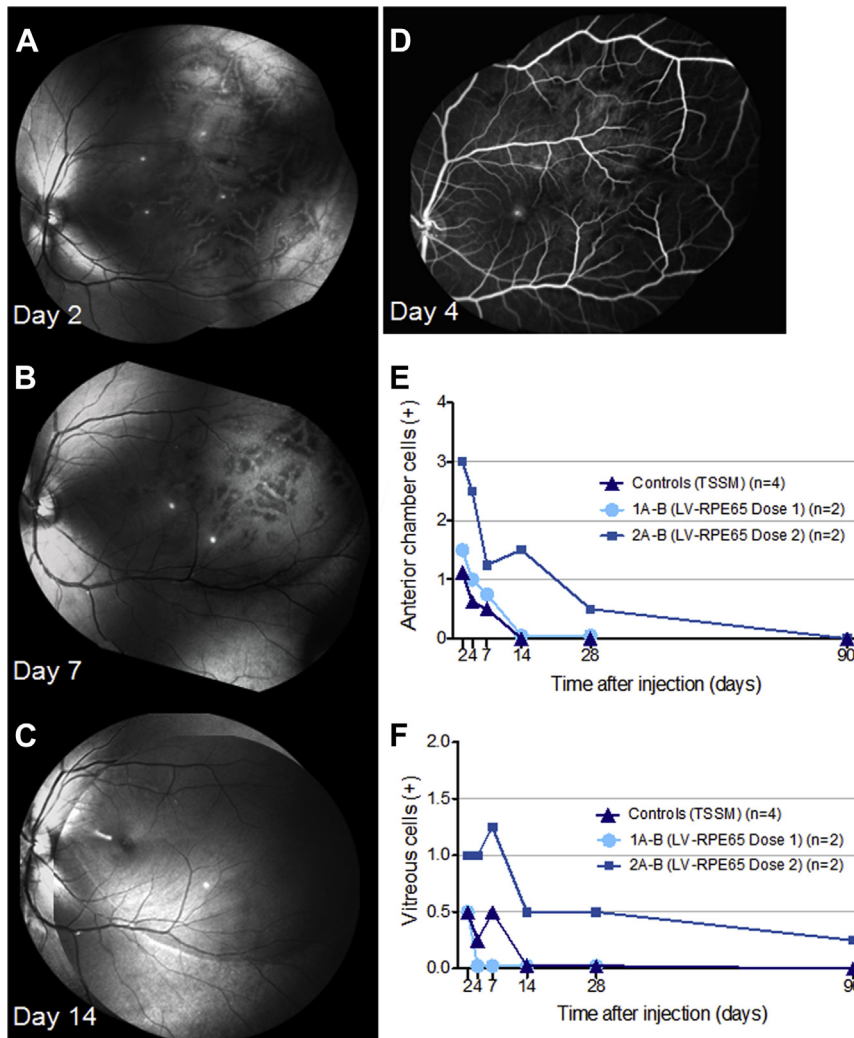 A
Day 2
B
Day 7
C
Day 14
D
Day 4
E
Anterior chamber cells (+)
4
3
2
1
0
Controls (TSSM) (n=4)
1A-B (LV-RPE65 Dose 1) (n=2)
2A-B (LV-RPE65 Dose 2) (n=2)
2 4 7 14 28 90
Time after injection (days)
F
Vitreous cells (+)
2.0
1.5
1.0
0.5
0.0
Controls (TSSM) (n=4)
1A-B (LV-RPE65 Dose 1) (n=2)
2A-B (LV-RPE65 Dose 2) (n=2)
2 4 7 14 28 90
Time after injection (days)